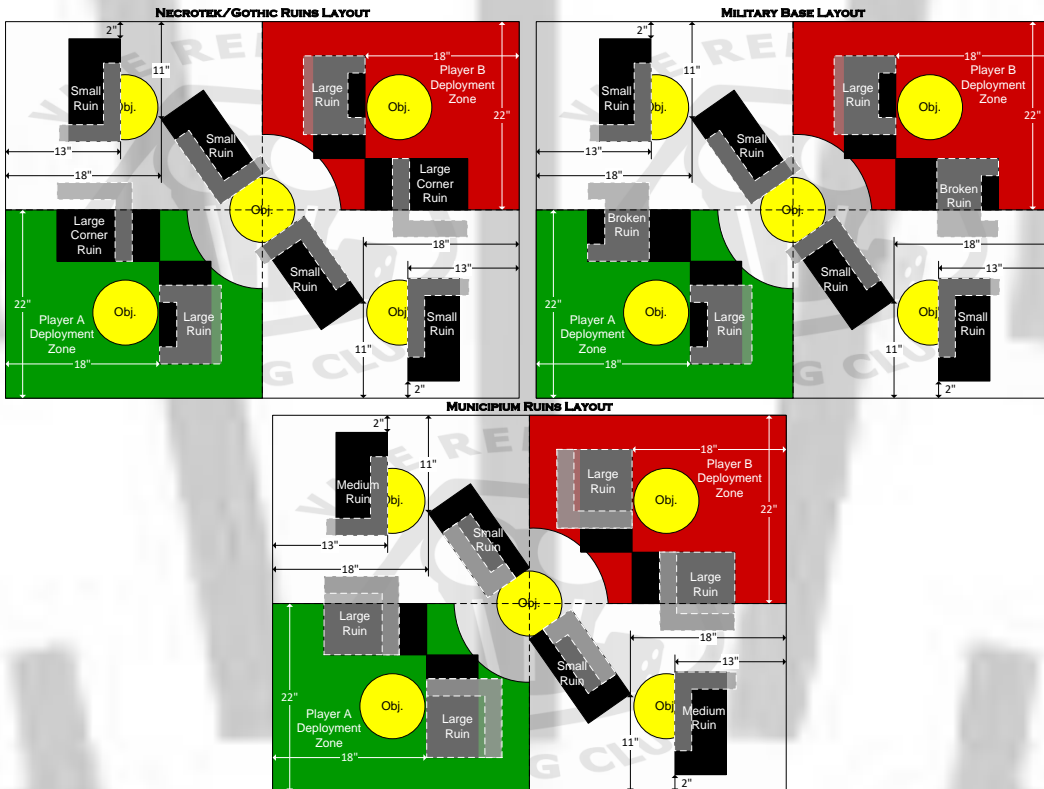 NECROTEK/GOTHIC RUINS LAYOUT
2"
11"
Small
Ruin
Obj.
13"
18"
Small
Ruin
Large
Ruin
18"
Player B
Deployment
Zone
Obj.
22"
Large
Corner
Ruin
Large
Corner
Ruin
Obj.
18"
13"
Small
Ruin
22"
Obj.
Player A
Deployment
Zone
18"
Large
Ruin
Obj.
Small
Ruin
11"
2"
MILITARY BASE LAYOUT
2"
11"
Small
Ruin
Obj.
13"
18"
Small
Ruin
Large
Ruin
18"
Player B
Deployment
Zone
Obj.
22"
Broken
Ruin
Broken
Ruin
Obj.
18"
13"
Small
Ruin
22"
Obj.
Player A
Deployment
Zone
18"
Large
Ruin
Obj.
Small
Ruin
11"
2"
MUNICIPIUM RUINS LAYOUT
2"
11"
Medium
Ruin
Obj.
13"
18"
Small
Ruin
Large
Ruin
18"
Player B
Deployment
Zone
Obj.
22"
Large
Ruin
Large
Ruin
Obj.
18"
13"
Small
Ruin
22"
Obj.
Player A
Deployment
Zone
18"
Large
Ruin
Obj.
Medium
Ruin
11"
2"